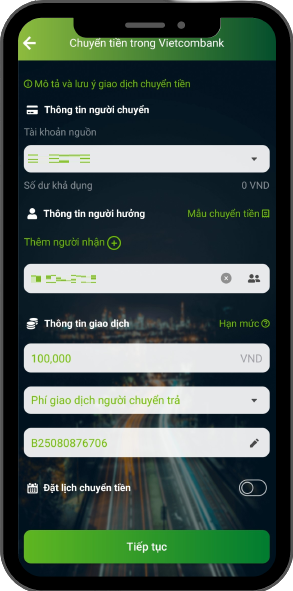 Chuyển tiền trong Vietcombank
Mô tả và lưu ý giao dịch chuyển tiền
Thông tin người chuyển
Tài khoản nguồn
Số dư khả dụng 0 VND
Thông tin người hưởng Mẫu chuyển tiền
Thêm người nhận
Thông tin giao dịch Hạn mức
100,000 VND
Phí giao dịch người chuyển trả
B25080876706
Đặt lịch chuyển tiền
Tiếp tục